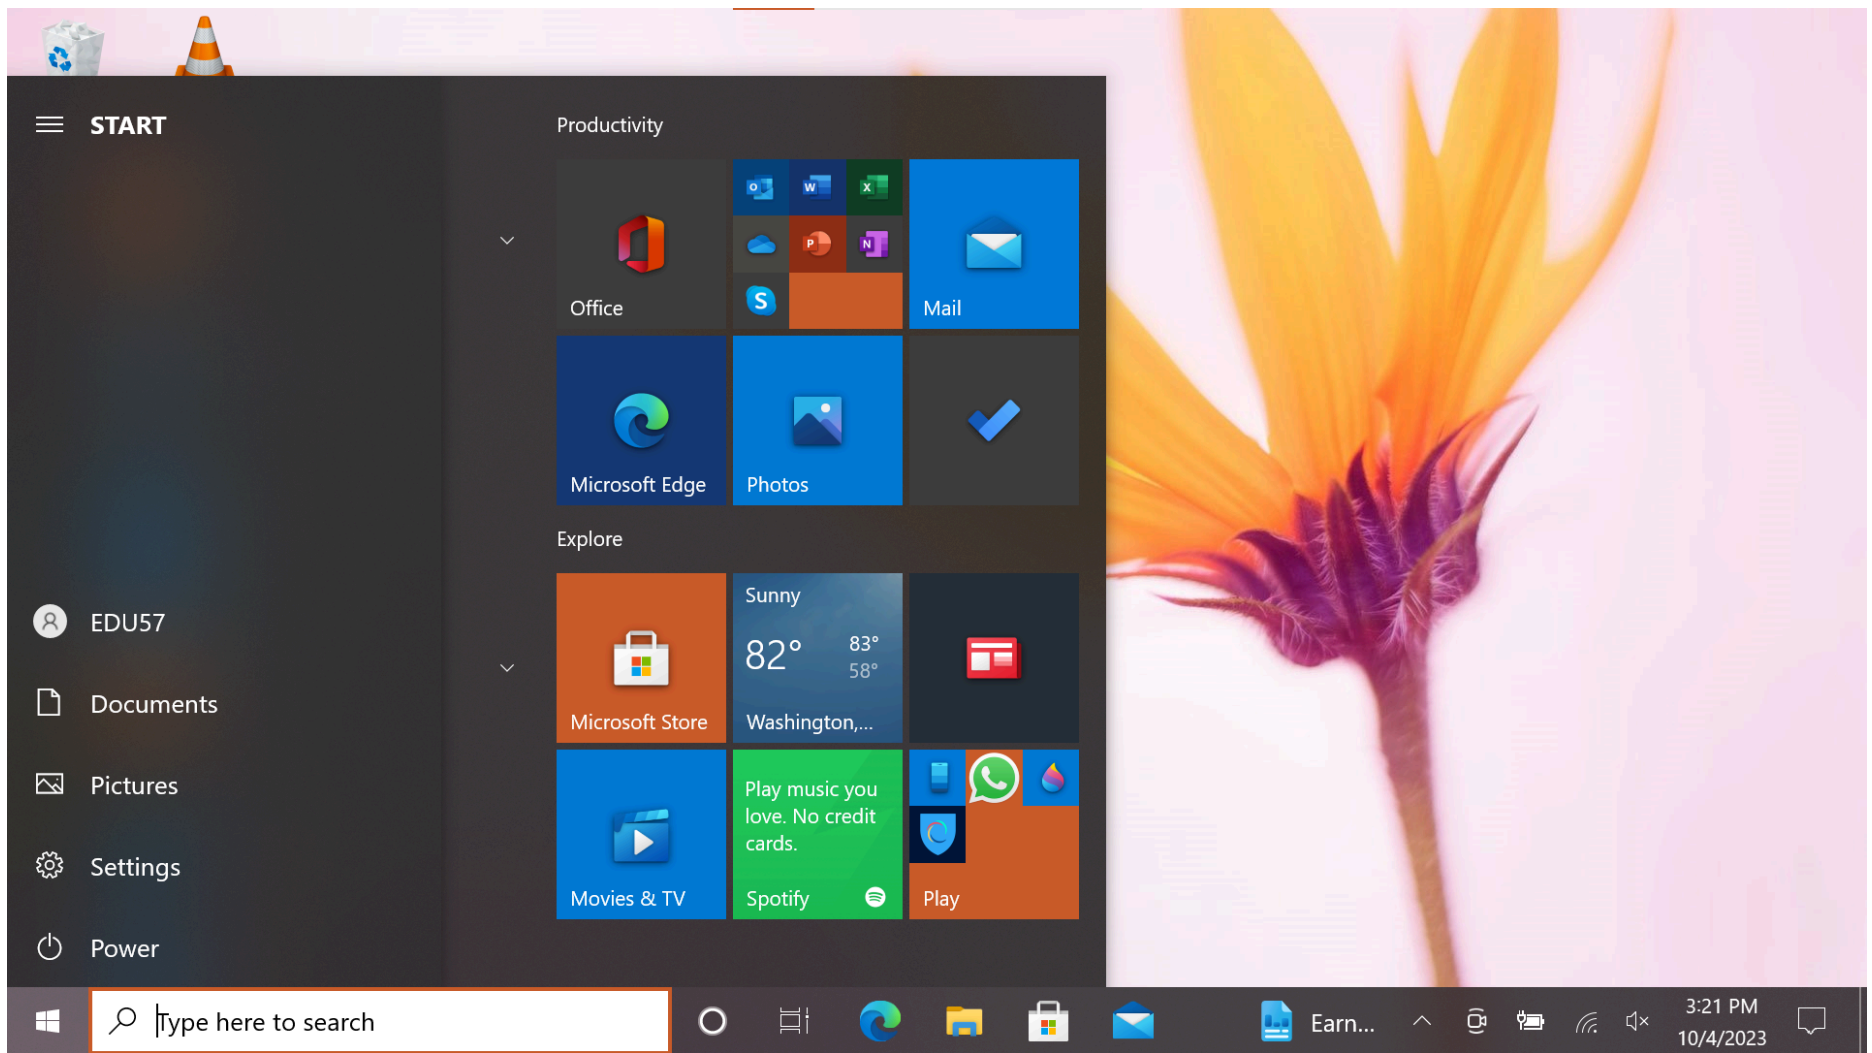 START
Productivity
O
W
X
P
N
S
Office
Mail
Microsoft Edge
Photos
Explore
Sunny
82°
83°
58°
Microsoft Store
Washington,...
Movies & TV
Play music you
love. No credit
cards.
Spotify
Play
EDU57
Documents
Pictures
Settings
Power
Type here to search
Earn...
3:21 PM
10/4/2023